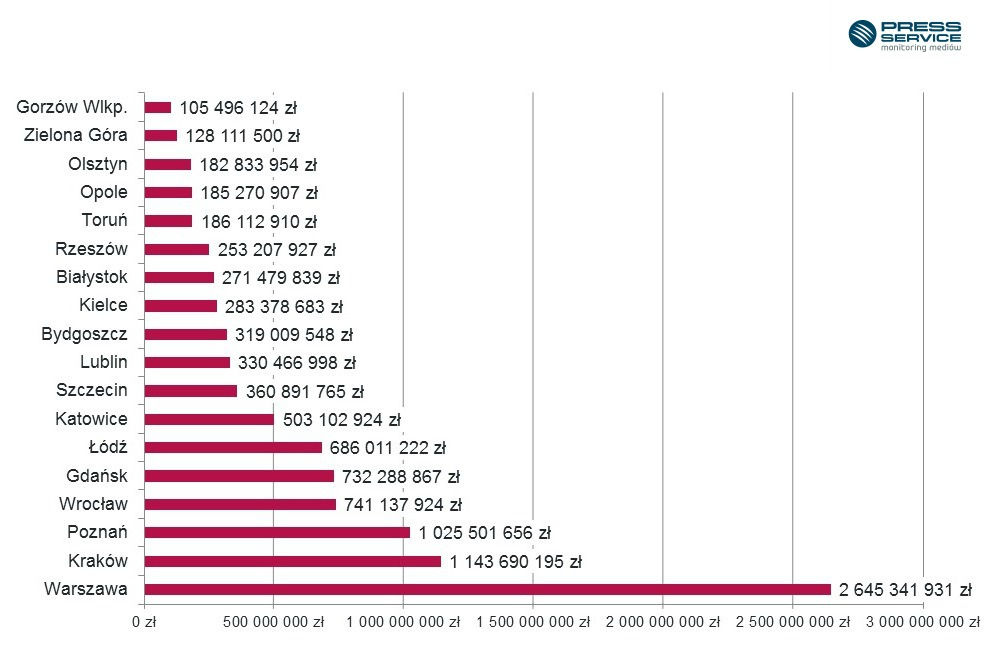 PRESS
SERVICE
monitoring mediów
Gorzów Wlkp. 105 496 124 zł
Zielona Góra 128 111 500 zł
Olsztyn 182 833 954 zł
Opole 185 270 907 zł
Toruń 186 112 910 zł
Rzeszów 253 207 927 zł
Białystok 271 479 839 zł
Kielce 283 378 683 zł
Bydgoszcz 319 009 548 zł
Lublin 330 466 998 zł
Szczecin 360 891 765 zł
Katowice 503 102 924 zł
Łódź 686 011 222 zł
Gdańsk 732 288 867 zł
Wrocław 741 137 924 zł
Poznań 1 025 501 656 zł
Kraków 1 143 690 195 zł
Warszawa 2 645 341 931 zł
0 zł 500 000 000 zł 1 000 000 000 zł 1 500 000 000 zł 2 000 000 000 zł 2 500 000 000 zł 3 000 000 000 zł